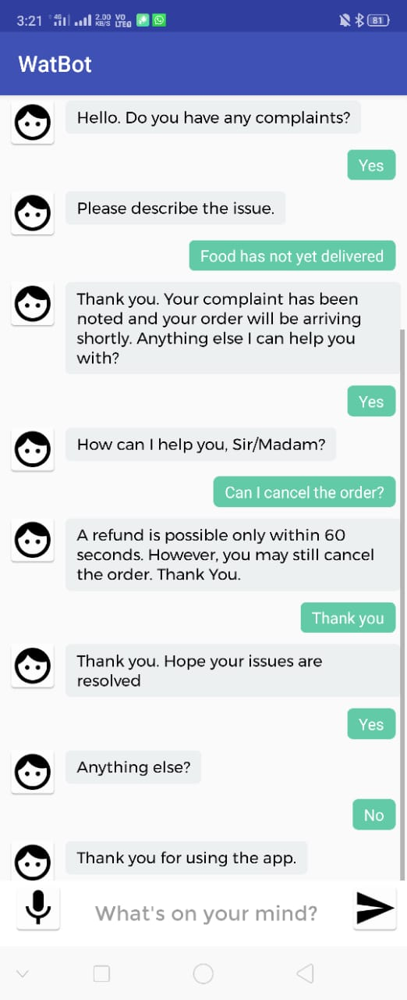 3:21 4G 2.00 KB/S VO LTE 81
WatBot
Hello. Do you have any complaints?
Yes
Please describe the issue.
Food has not yet delivered
Thank you. Your complaint has been
noted and your order will be arriving
shortly. Anything else I can help you
with?
Yes
How can I help you, Sir/Madam?
Can I cancel the order?
A refund is possible only within 60
seconds. However, you may still cancel
the order. Thank You.
Thank you
Thank you. Hope your issues are
resolved
Yes
Anything else?
No
Thank you for using the app.
What's on your mind?